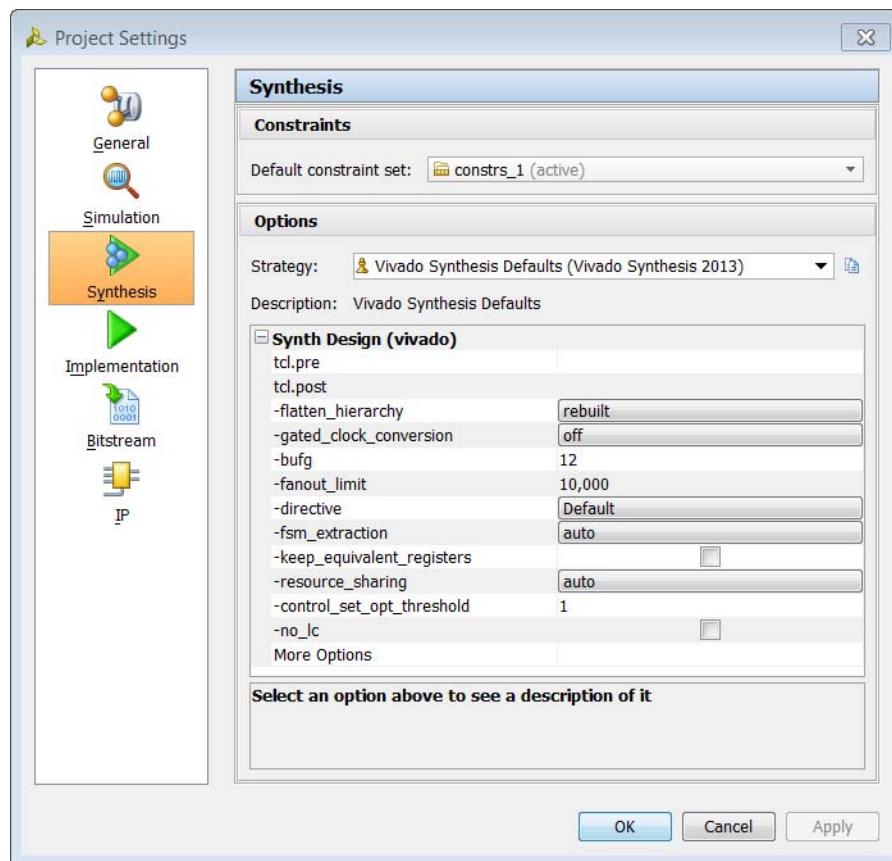 Project Settings
General
Simulation
Synthesis
Implementation
1010
0001
Bitstream
IP
Synthesis
Constraints
Default constraint set: constrs_1 (active)
Options
Strategy: Vivado Synthesis Defaults (Vivado Synthesis 2013)
Description: Vivado Synthesis Defaults
Synth Design (vivado)
tcl.pre
tcl.post
-flatten_hierarchy rebuilt
-gated_clock_conversion off
-bufg 12
-fanout_limit 10,000
-directive Default
-fsm_extraction auto
-keep_equivalent_registers
-resource_sharing auto
-control_set_opt_threshold 1
-no_lc
More Options
Select an option above to see a description of it
OK Cancel Apply